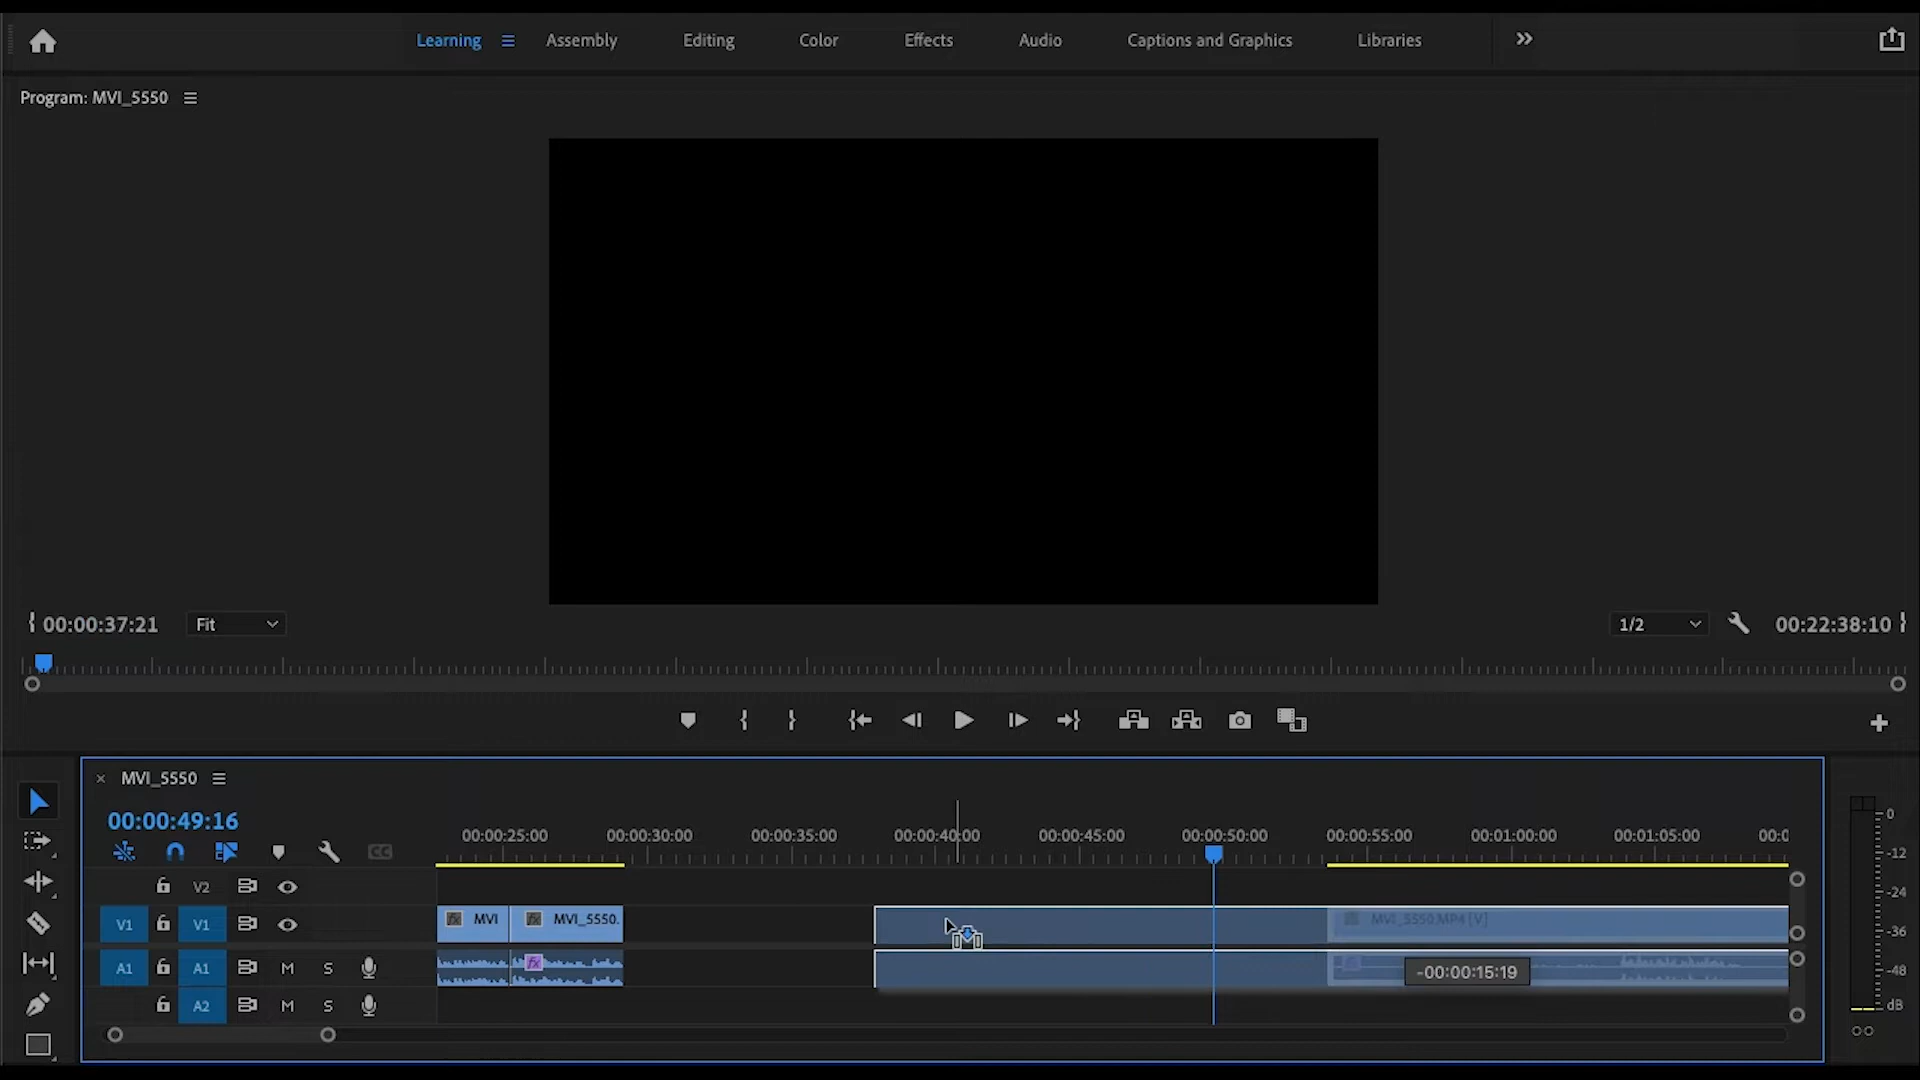 Learning Assembly Editing Color Effects Audio Captions and Graphics Libraries
Program: MVI_5550
00:00:37:21 Fit 1/2 00:22:38:10
MVI_5550
00:00:49:16
00:00:25:00 00:00:30:00 00:00:35:00 00:00:40:00 00:00:45:00 00:00:50:00 00:00:55:00 00:01:00:00 00:01:05:00 00:0
CC
V2
V1 V1 MVI MVI_5550. MVI_5550.MP4 [V]
A1 A1 M S fx -00:00:15:19
A2 M S
0
-12
-24
-36
-48
dB